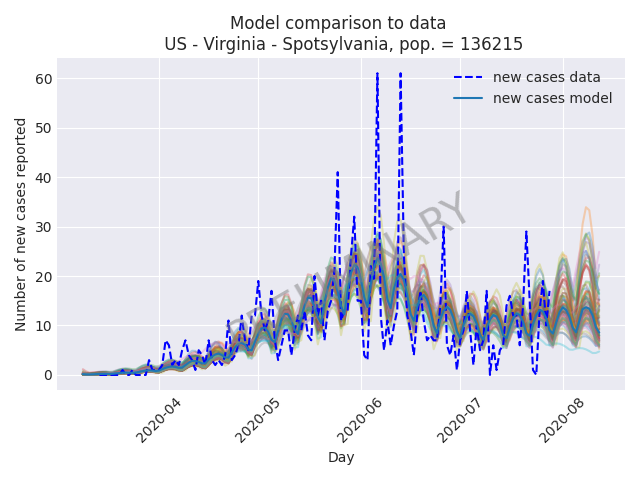 Model comparison to data
US - Virginia - Spotsylvania, pop. = 136215
Number of new cases reported
60
50
40
30
20
10
0
new cases data
new cases model
PRELIMINARY
2020-04
2020-05
2020-06
2020-07
2020-08
Day